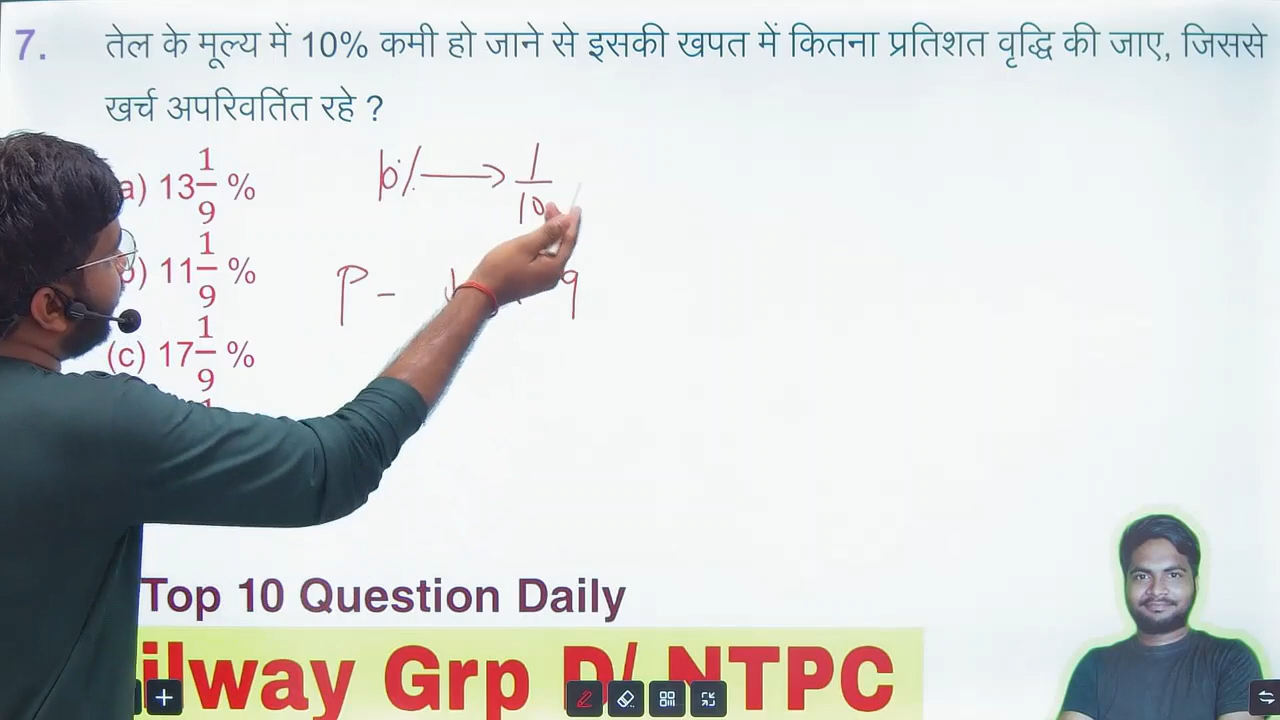 7. तेल के मूल्य में 10% कमी हो जाने से इसकी खपत में कितना प्रतिशत वृद्धि की जाए, जिससे
खर्च अपरिवर्तित रहे ?
10% → 1/10
a) 13 1/9 %
) 11 1/9 %
P - 9
(c) 17 1/9 %
Top 10 Question Daily
ilway Grp D/ NTPC